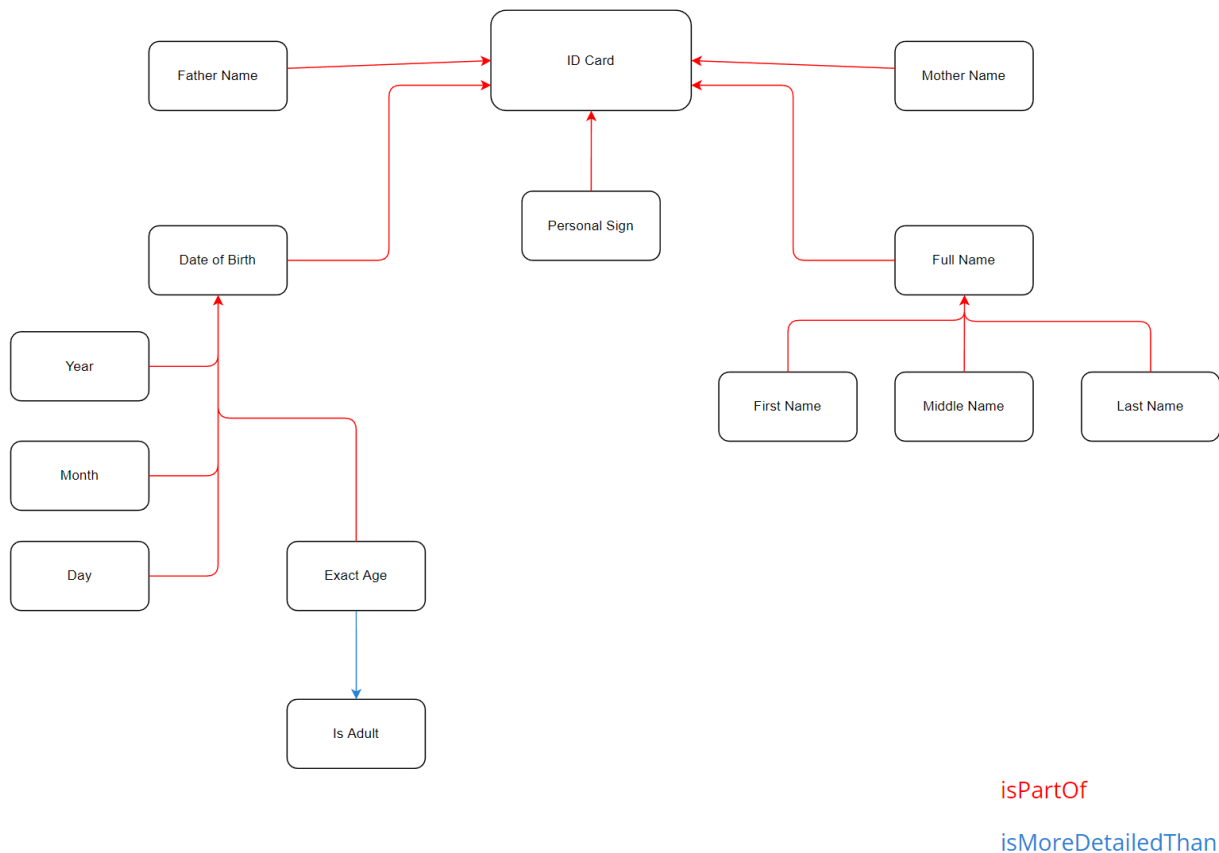 ID Card
Father Name
Mother Name
Personal Sign
Date of Birth
Full Name
Year
First Name
Middle Name
Last Name
Month
Day
Exact Age
Is Adult
isPartOf
isMoreDetailedThan